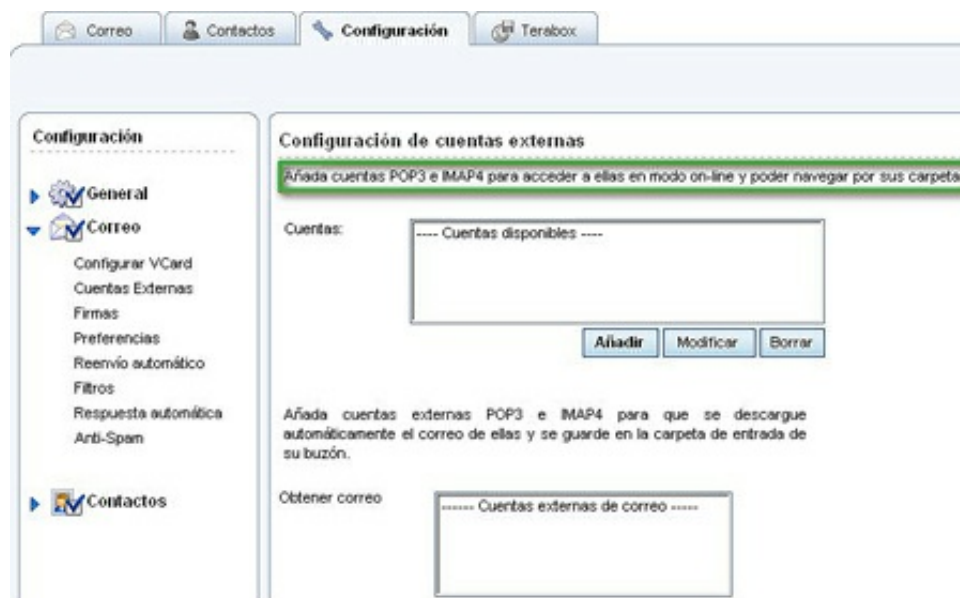 Correo Contactos Configuración Terabox
Configuración
General
Correo
Configurar VCard
Cuentas Externas
Firmas
Preferencias
Reenvío automático
Filtros
Respuesta automática
Anti-Spam
Contactos
Configuración de cuentas externas
Añada cuentas POP3 e IMAP4 para acceder a ellas en modo on-line y poder navegar por sus carpeta
Cuentas:
---- Cuentas disponibles ----
Añadir Modificar Borrar
Añada cuentas externas POP3 e IMAP4 para que se descargue
automáticamente el correo de ellas y se guarde en la carpeta de entrada de
su buzón.
Obtener correo
------- Cuentas externas de correo -----